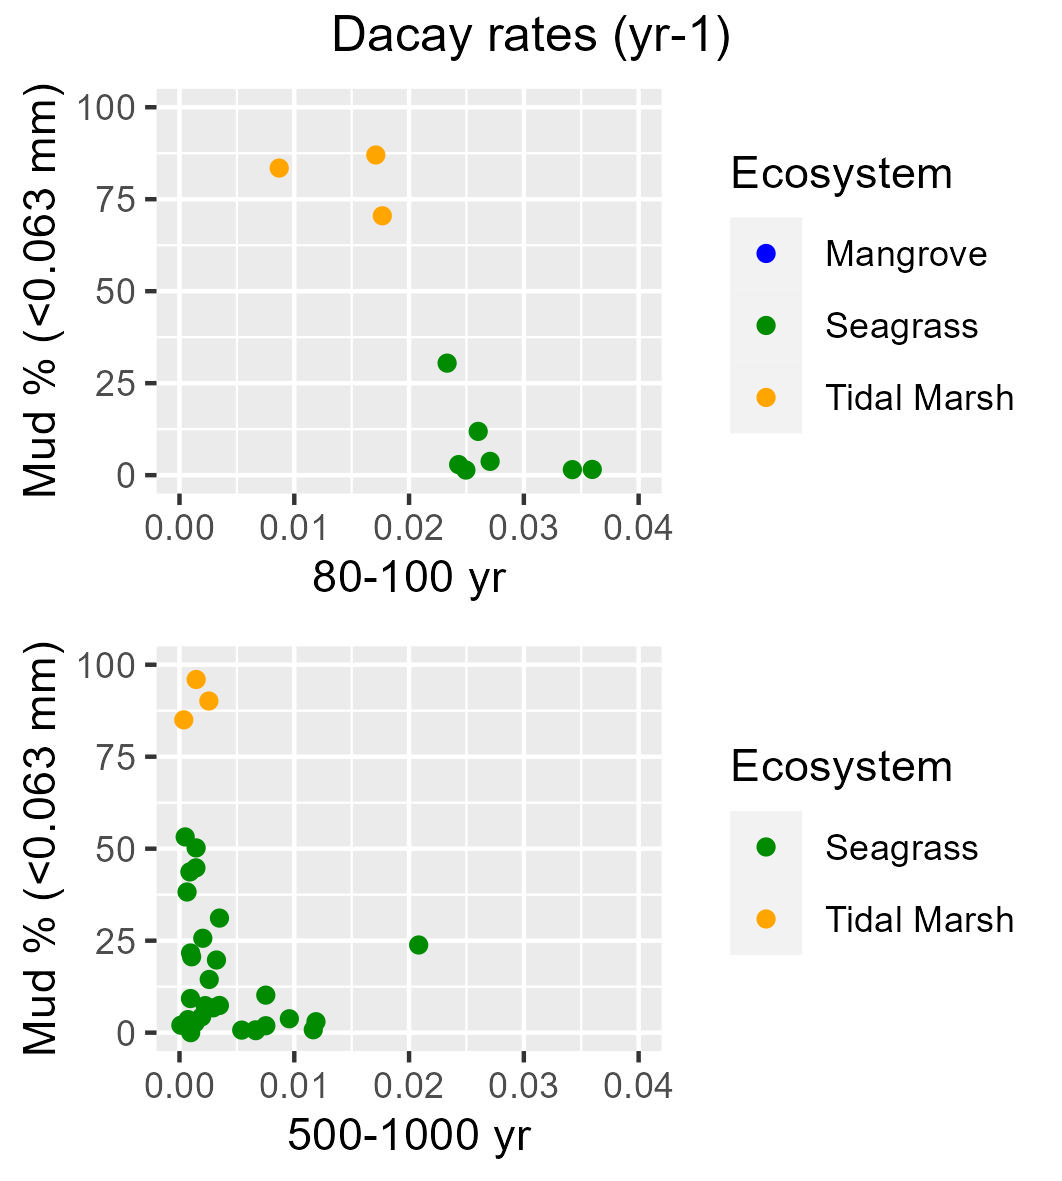 Dacay rates (yr-1)
Mud % (<0.063 mm)
100
75
50
25
0
0.00 0.01 0.02 0.03 0.04
80-100 yr
Ecosystem
Mangrove
Seagrass
Tidal Marsh
Mud % (<0.063 mm)
100
75
50
25
0
0.00 0.01 0.02 0.03 0.04
500-1000 yr
Ecosystem
Seagrass
Tidal Marsh